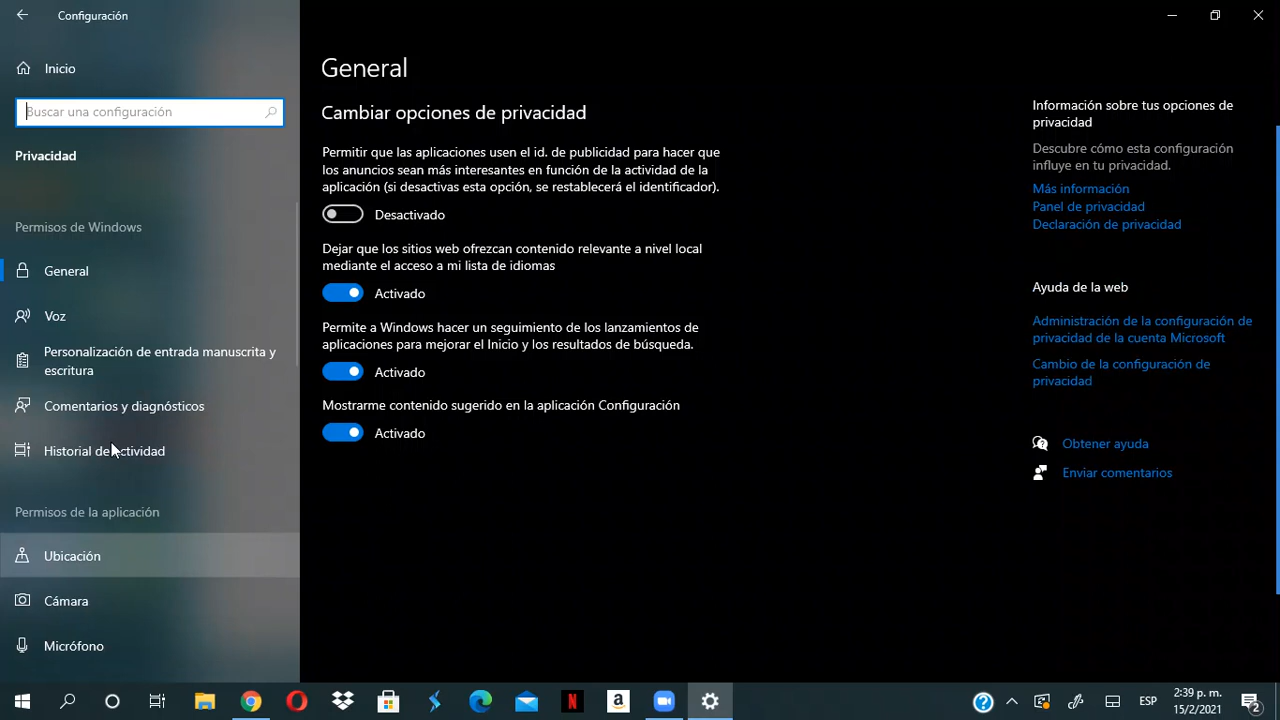 Configuración
Inicio
Buscar una configuración
Privacidad
Permisos de Windows
General
Voz
Personalización de entrada manuscrita y
escritura
Comentarios y diagnósticos
Historial de actividad
Permisos de la aplicación
Ubicación
Cámara
Micrófono
General
Cambiar opciones de privacidad
Permitir que las aplicaciones usen el id. de publicidad para hacer que
los anuncios sean más interesantes en función de la actividad de la
aplicación (si desactivas esta opción, se restablecerá el identificador).
Desactivado
Dejar que los sitios web ofrezcan contenido relevante a nivel local
mediante el acceso a mi lista de idiomas
Activado
Permite a Windows hacer un seguimiento de los lanzamientos de
aplicaciones para mejorar el Inicio y los resultados de búsqueda.
Activado
Mostrarme contenido sugerido en la aplicación Configuración
Activado
Información sobre tus opciones de
privacidad
Descubre cómo esta configuración
influye en tu privacidad.
Más información
Panel de privacidad
Declaración de privacidad
Ayuda de la web
Administración de la configuración de
privacidad de la cuenta Microsoft
Cambio de la configuración de
privacidad
Obtener ayuda
Enviar comentarios
N
a
?
ESP
2:39 p. m.
15/2/2021
2